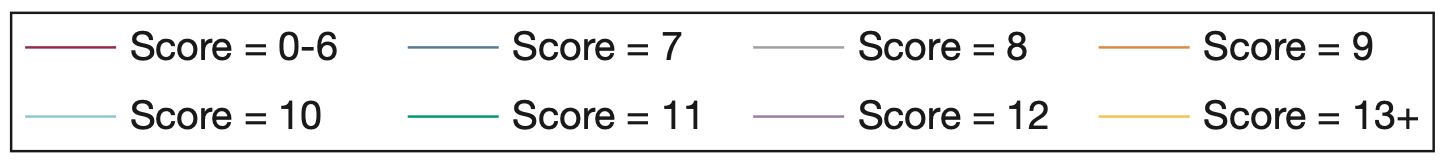 Score = 0-6 Score = 7 Score = 8 Score = 9
Score = 10 Score = 11 Score = 12 Score = 13+